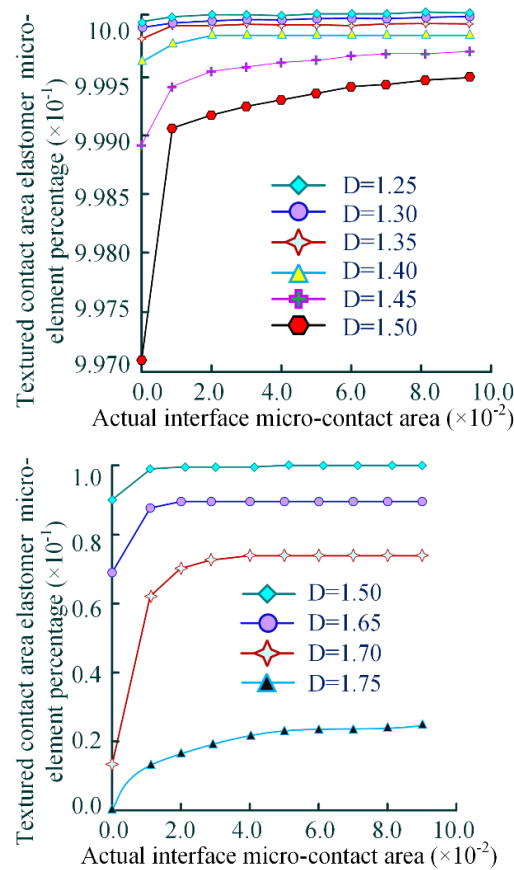 Textured contact area elastomer micro-
element percentage (×10⁻¹)
10.0
9.995
9.990
9.985
9.980
9.975
9.970
D=1.25
D=1.30
D=1.35
D=1.40
D=1.45
D=1.50
0.0 2.0 4.0 6.0 8.0 10.0
Actual interface micro-contact area (×10⁻²)
Textured contact area elastomer micro-
element percentage (×10⁻¹)
1.0
0.8
0.6
0.4
0.2
0.0
D=1.50
D=1.65
D=1.70
D=1.75
0.0 2.0 4.0 6.0 8.0 10.0
Actual interface micro-contact area (×10⁻²)